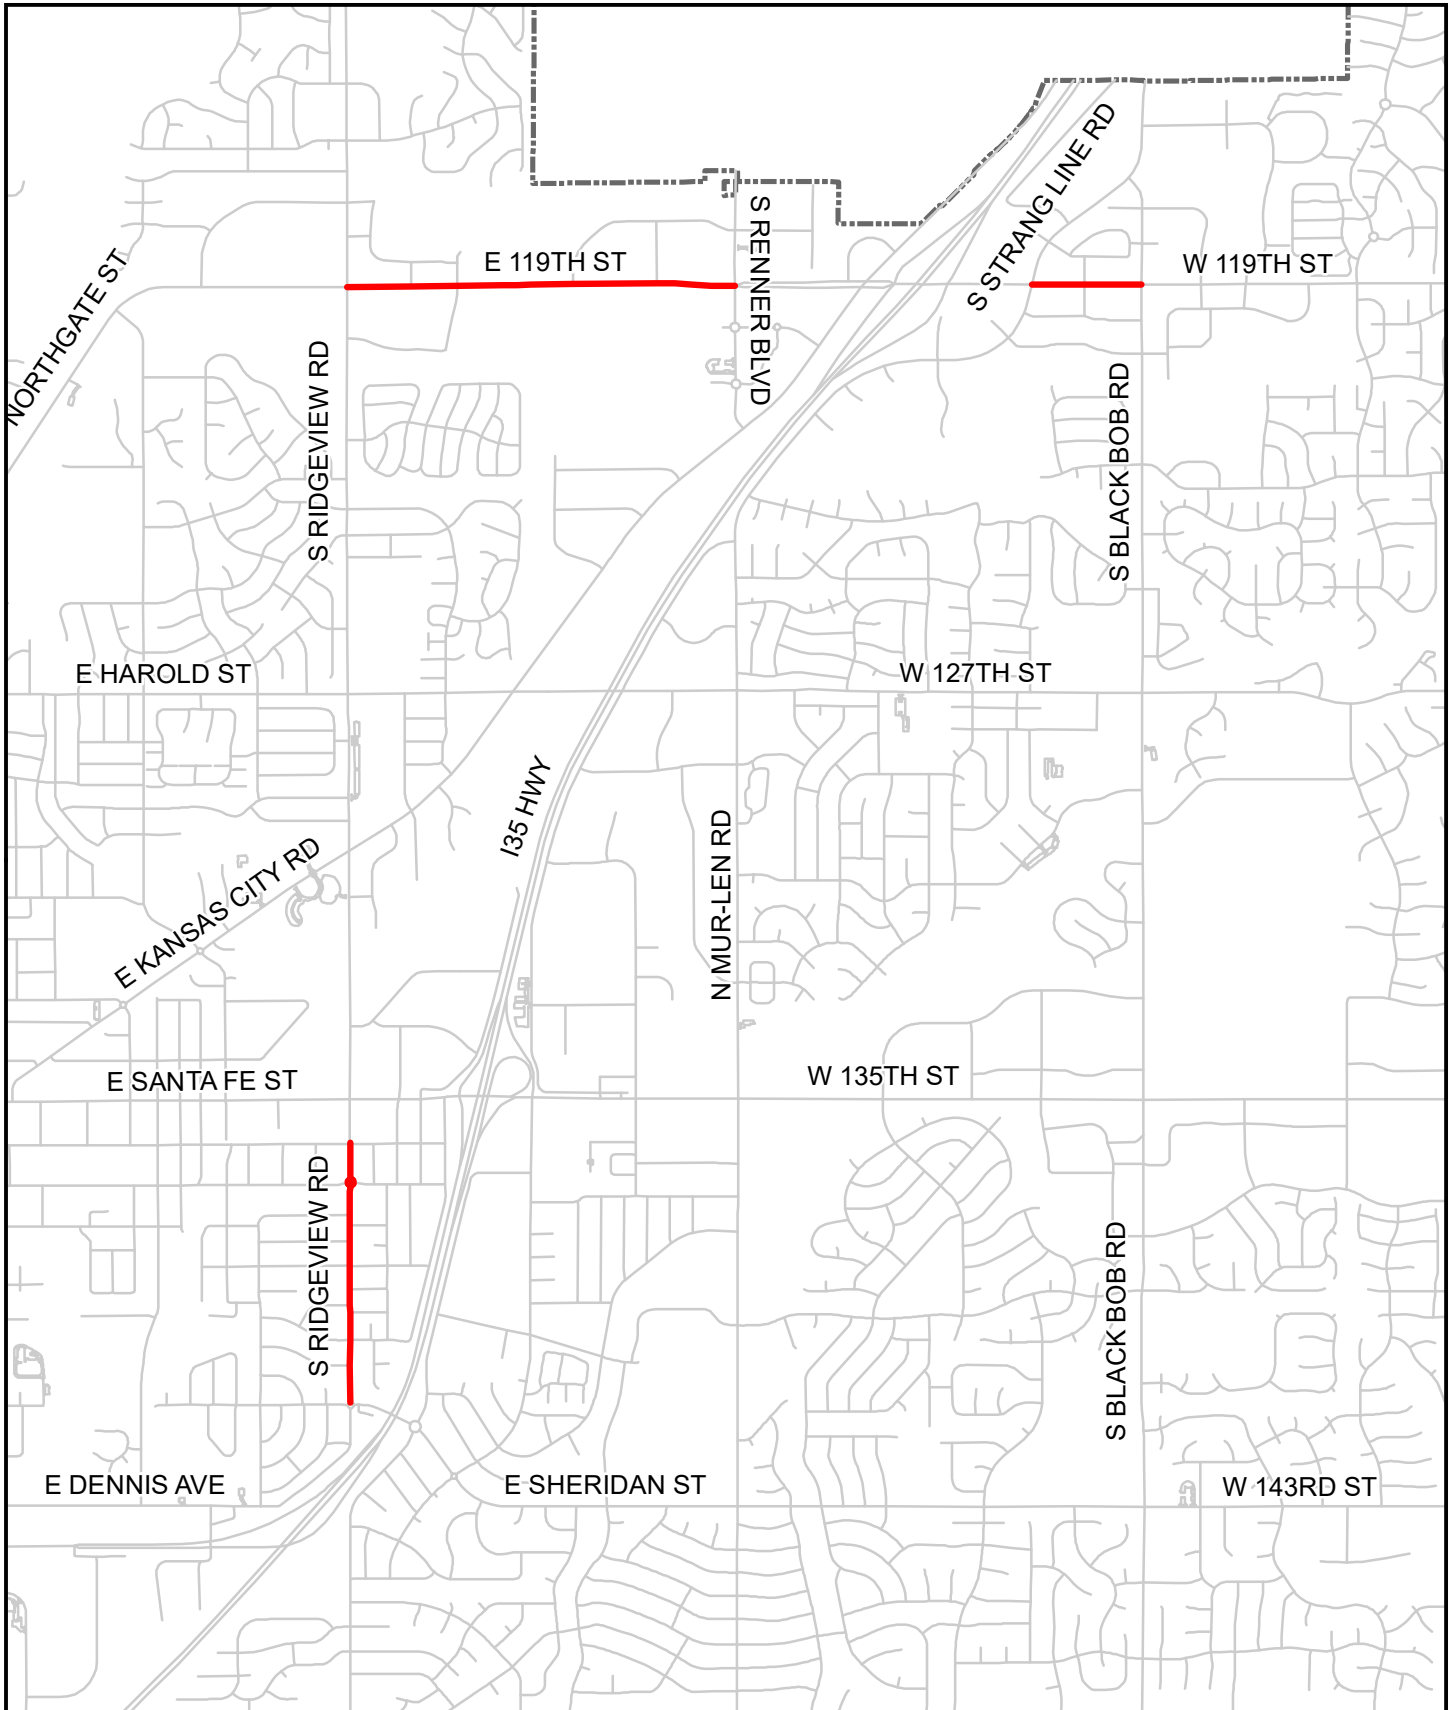 S STRANG LINE RD
S RENNER BLVD
E 119TH ST
W 119TH ST
NORTHGATE ST
S RIDGEVIEW RD
S BLACK BOB RD
E HAROLD ST
W 127TH ST
I35 HWY
N MUR-LEN RD
E KANSAS CITY RD
E SANTA FE ST
W 135TH ST
S RIDGEVIEW RD
S BLACK BOB RD
E DENNIS AVE
E SHERIDAN ST
W 143RD ST